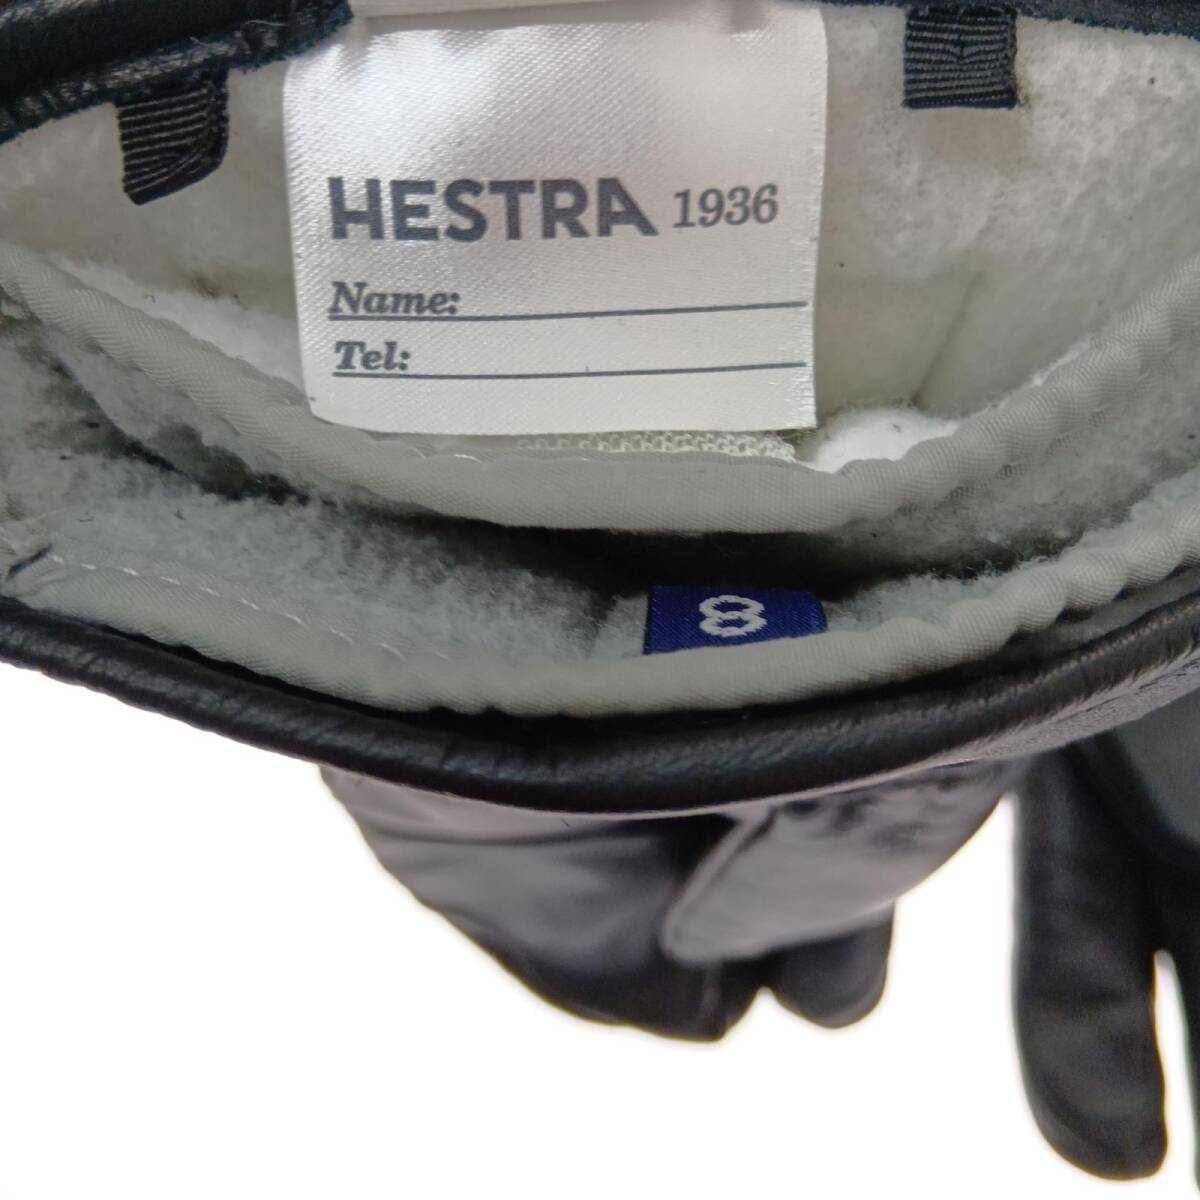 HESTRA 1936
Name:
Tel:
8